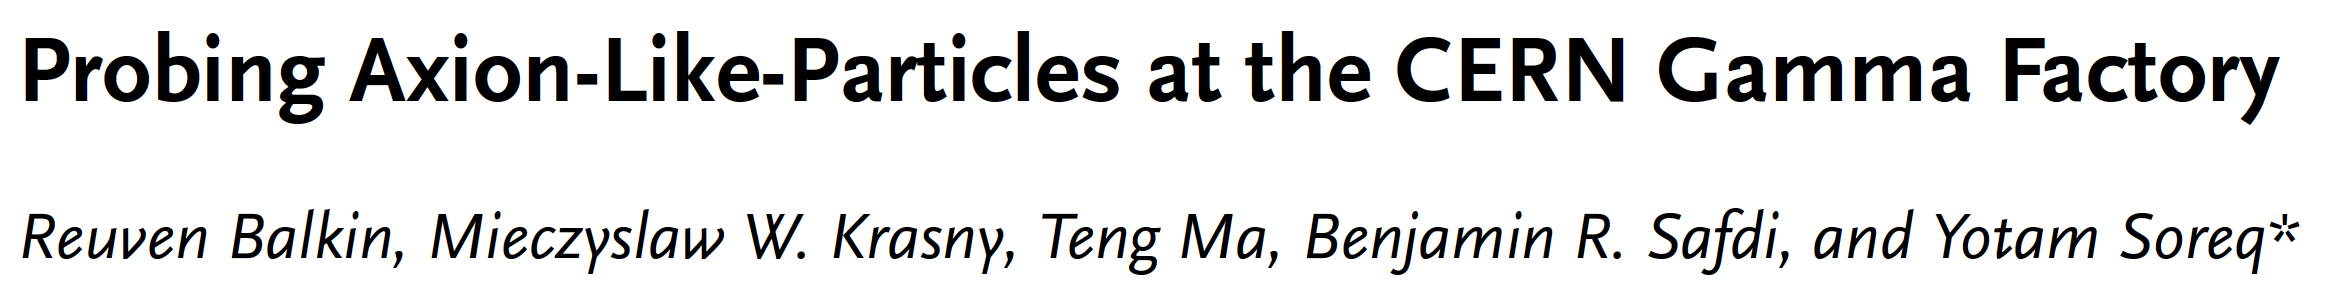 Probing Axion-Like-Particles at the CERN Gamma Factory
Reuven Balkin, Mieczyslaw W. Krasny, Teng Ma, Benjamin R. Safdi, and Yotam Soreq*